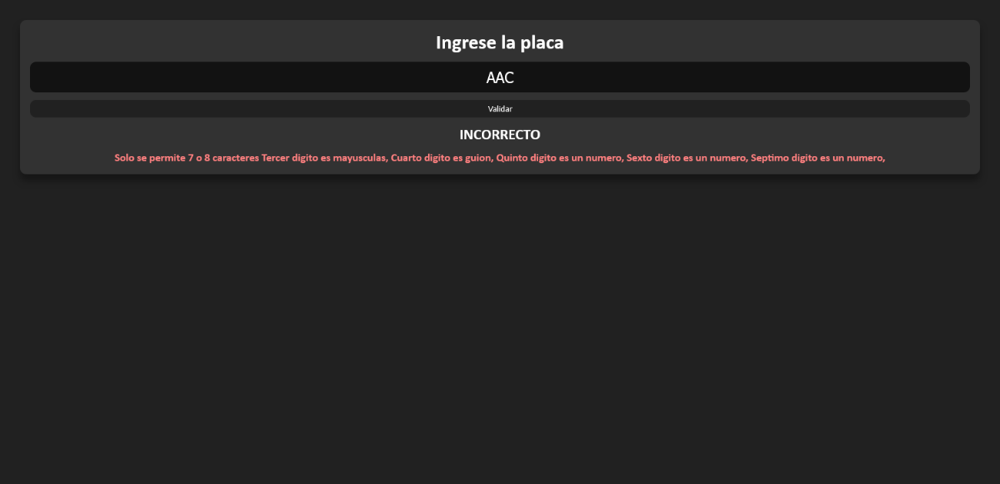 Ingrese la placa
AAC
Validar
INCORRECTO
Solo se permite 7 o 8 caracteres Tercer digito es mayusculas, Cuarto digito es guion, Quinto digito es un numero, Sexto digito es un numero, Septimo digito es un numero,